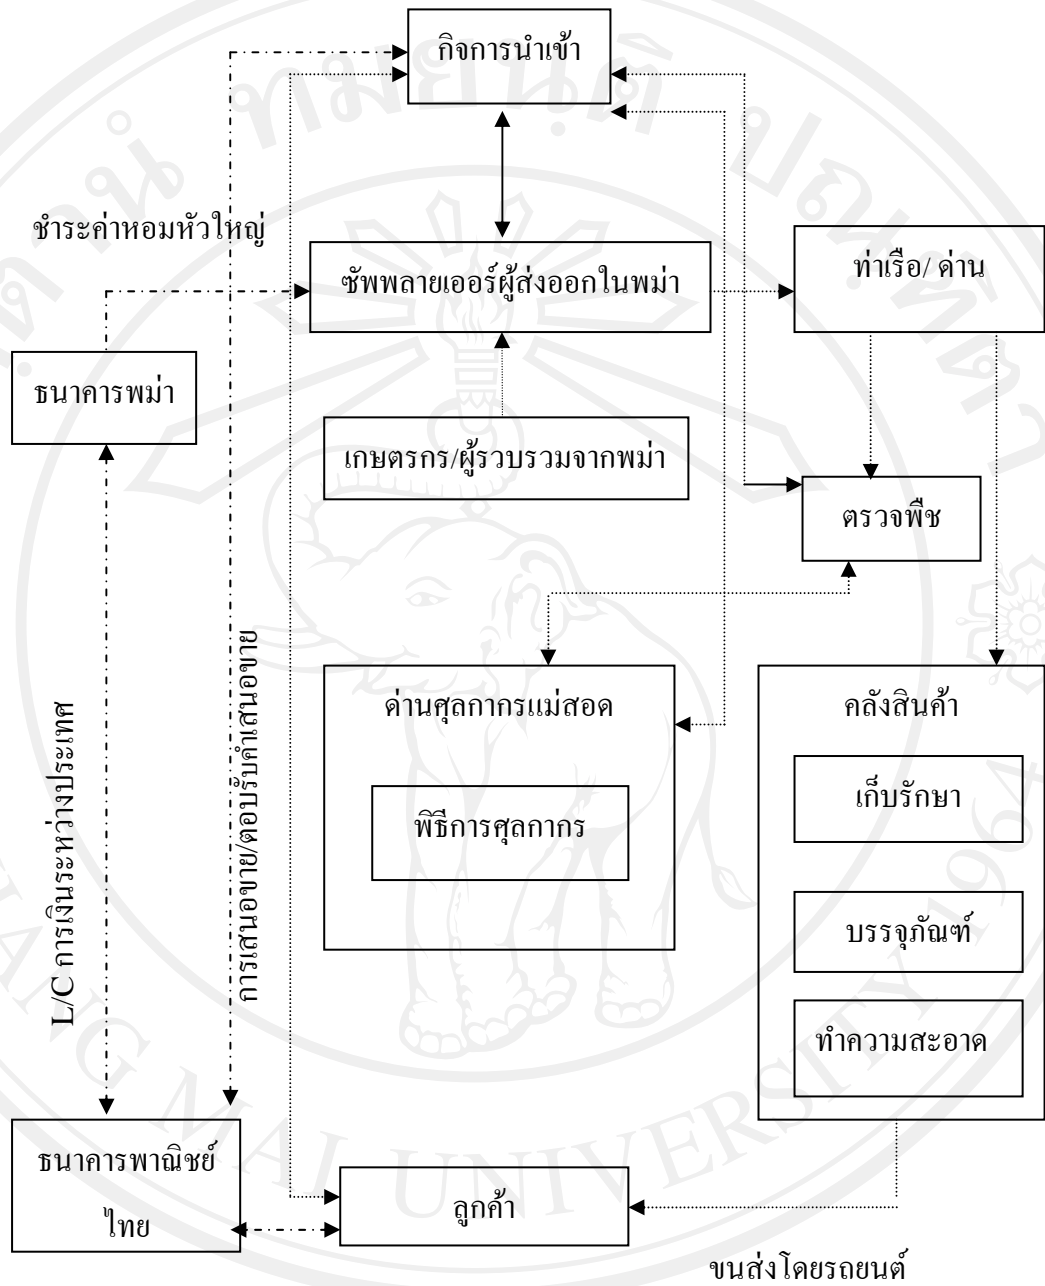 กิจการนำเข้า
ชำระค่าหอมหัวใหญ่
ซัพพลายเออร์ผู้ส่งออกในพม่า
ท่าเรือ/ ด่าน
ธนาคารพม่า
เกษตรกร/ผู้รวบรวมจากพม่า
ตรวจพืช
ด่านศุลกากรแม่สอด
พิธีการศุลกากร
คลังสินค้า
เก็บรักษา
บรรจุภัณฑ์
ทำความสะอาด
L/C การเงินระหว่างประเทศ
การเสนอขาย/ตอบรับคำเสนอขาย
ธนาคารพาณิชย์
ไทย
ลูกค้า
ขนส่งโดยรถยนต์
MAI UNIVERSITY 1964